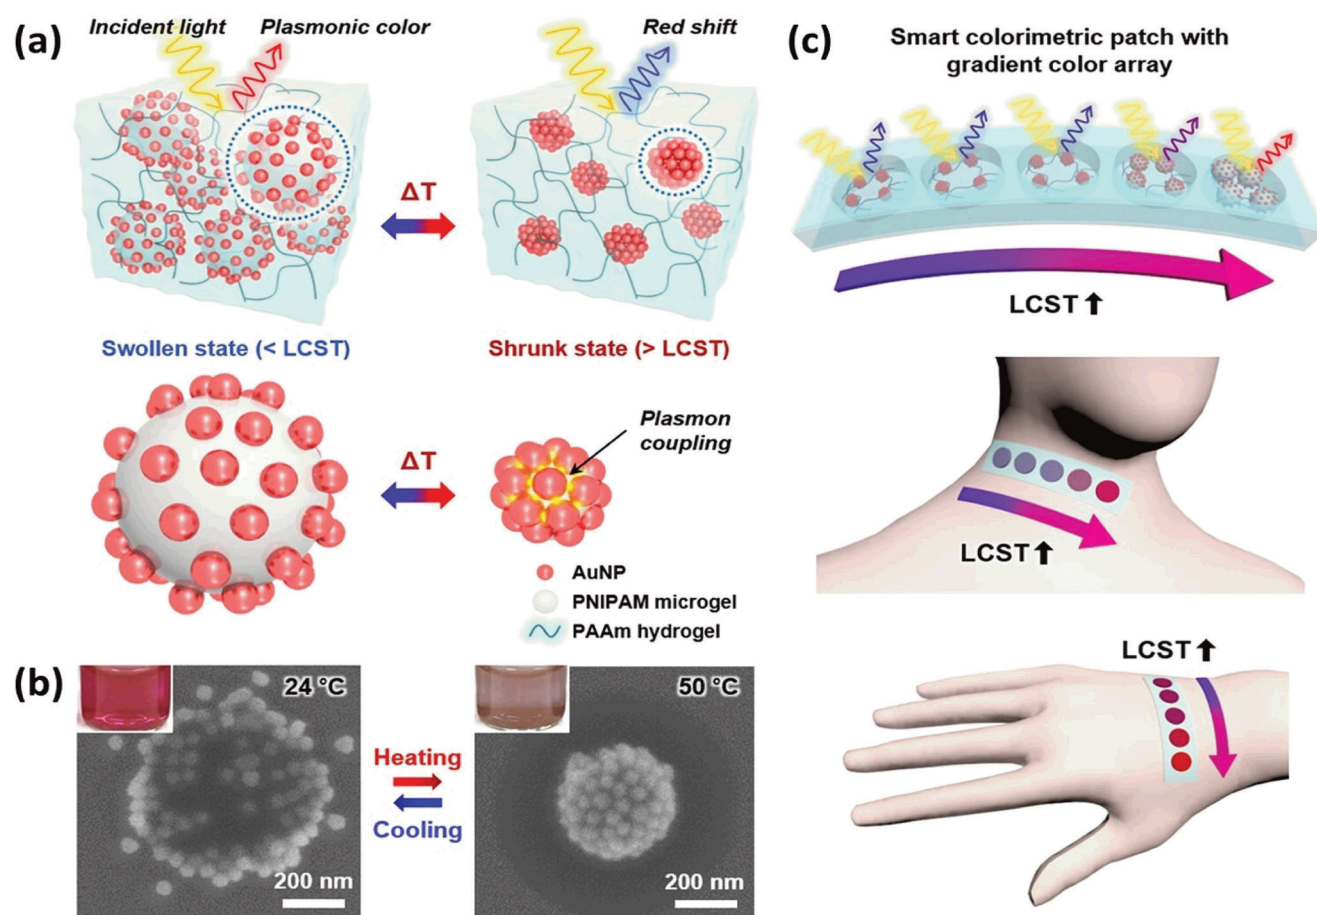 (a)
Incident light
Plasmonic color
Red shift
ΔT
Swollen state (< LCST)
Shrunk state (> LCST)
ΔT
Plasmon
coupling
AuNP
PNIPAM microgel
PAAm hydrogel
(b)
24 °C
200 nm
Heating
Cooling
50 °C
200 nm
(c)
Smart colorimetric patch with
gradient color array
LCST ⬆
LCST ⬆
LCST ⬆